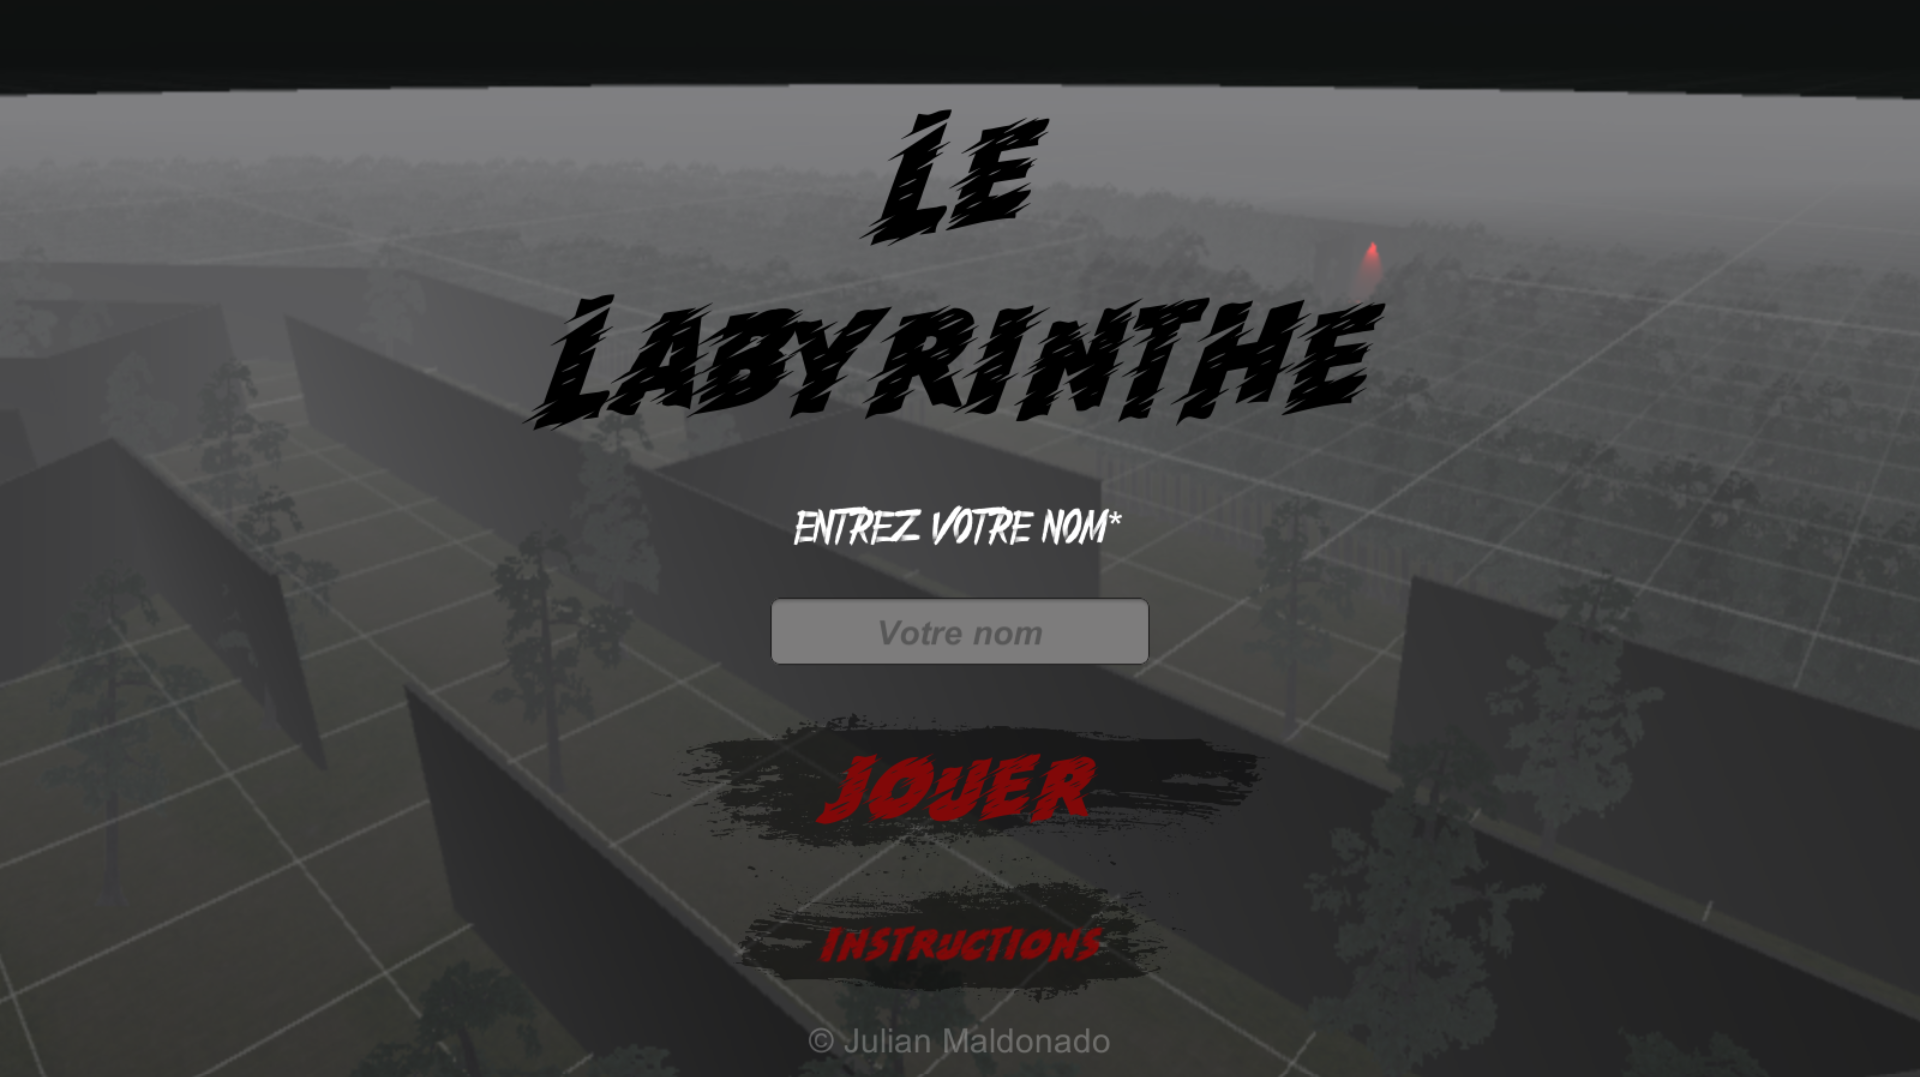 Le
Labyrinthe
Entrez votre nom*
Votre nom
Jouer
Instructions
© Julian Maldonado